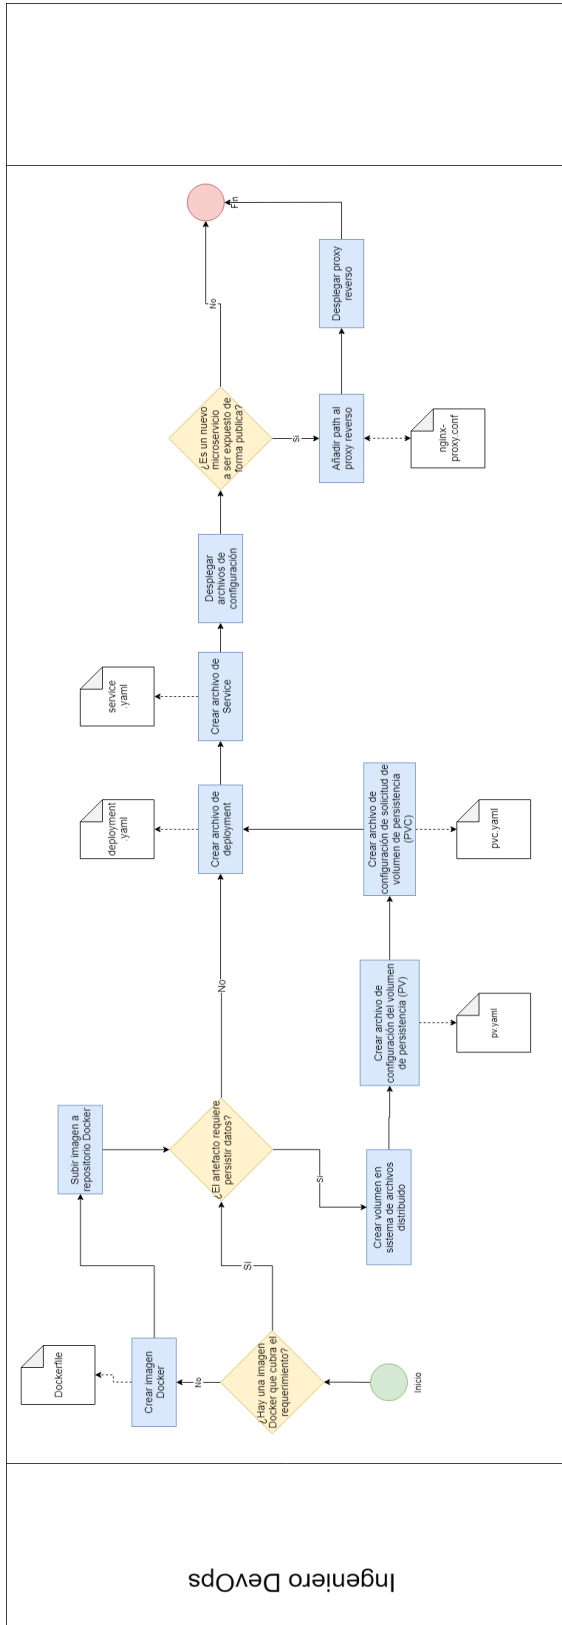 Ingeniero DevOps
Inicio
¿Hay una imagen
Docker que cubra el
requerimiento?
No
Sí
Crear imagen
Docker
Dockerfile
Subir imagen a
repositorio Docker
¿El artefacto requiere
persistir datos?
Si
No
Crear volumen en
sistema de archivos
distribuido
Crear archivo de
configuración del volumen
de persistencia (PV)
pv.yaml
Crear archivo de
configuración de solicitud de
volumen de persistencia
(PVC)
pvc.yaml
Crear archivo de
deployment
deployment
.yaml
Crear archivo de
Service
service
.yaml
Desplegar
archivos de
configuración
¿Es un nuevo
microservicio
a ser expuesto de
forma publica?
No
Si
Añadir path al
proxy reverso
nginx-
proxy.conf
Desplegar proxy
reverso
Fin